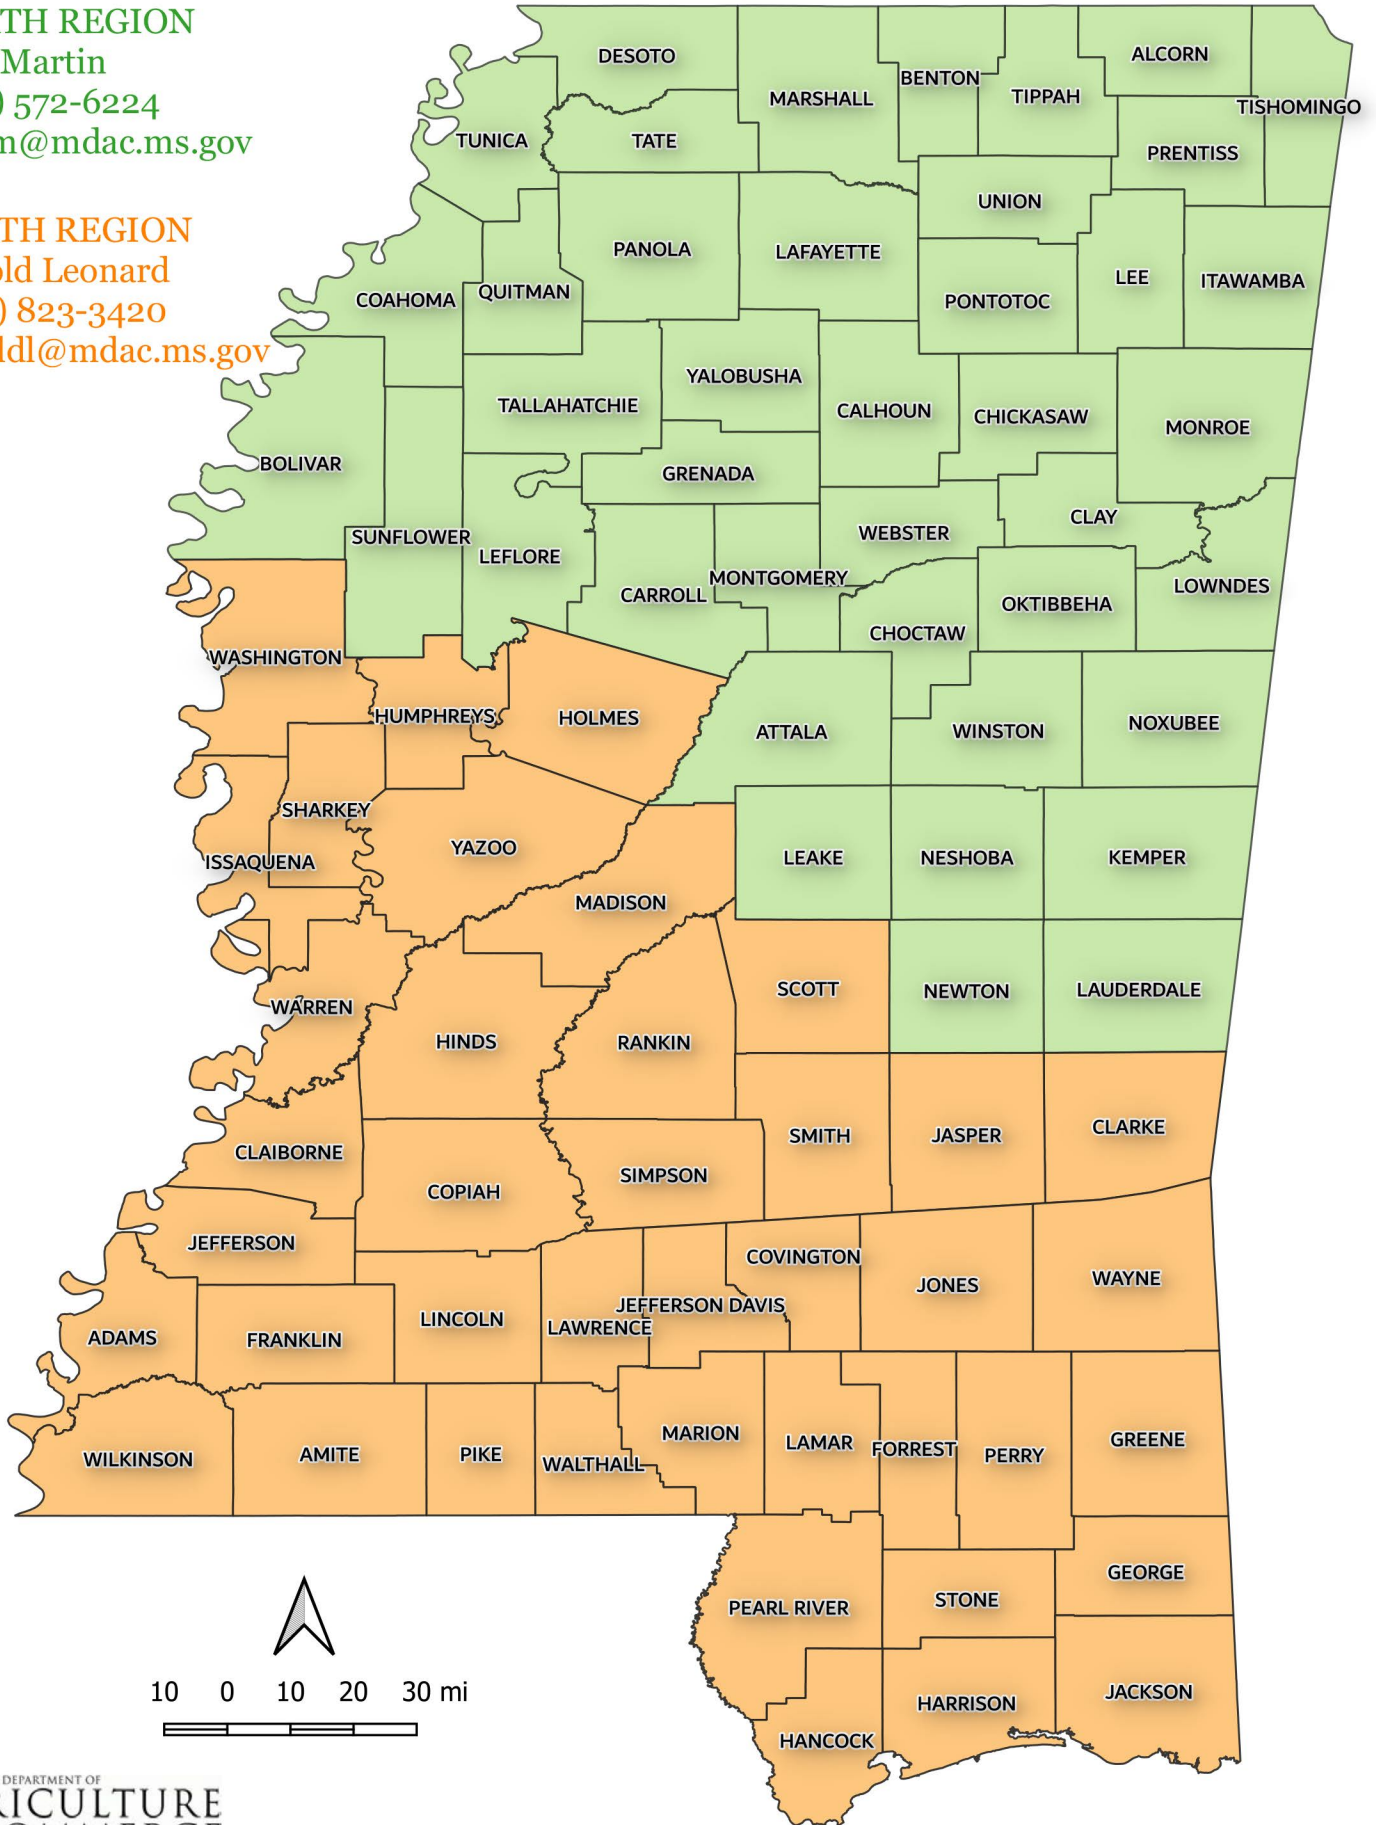 TH REGION
Martin
) 572-6224
m@mdac.ms.gov
TH REGION
old Leonard
) 823-3420
ldl@mdac.ms.gov
DESOTO
MARSHALL
BENTON
TIPPAH
ALCORN
TISHOMINGO
TUNICA
TATE
PRENTISS
UNION
PANOLA
LAFAYETTE
COAHOMA
QUITMAN
PONTOTOC
LEE
ITAWAMBA
TALLAHATCHIE
YALOBUSHA
CALHOUN
CHICKASAW
MONROE
BOLIVAR
GRENADA
SUNFLOWER
LEFLORE
WEBSTER
CLAY
CARROLL
MONTGOMERY
CHOCTAW
OKTIBBEHA
LOWNDES
WASHINGTON
HUMPHREYS
HOLMES
ATTALA
WINSTON
NOXUBEE
SHARKEY
ISSAQUENA
YAZOO
LEAKE
NESHOBA
KEMPER
MADISON
WARREN
HINDS
RANKIN
SCOTT
NEWTON
LAUDERDALE
CLAIBORNE
COPIAH
SIMPSON
SMITH
JASPER
CLARKE
JEFFERSON
COVINGTON
JONES
WAYNE
ADAMS
FRANKLIN
LINCOLN
LAWRENCE
JEFFERSON DAVIS
WILKINSON
AMITE
PIKE
WALTHALL
MARION
LAMAR
FORREST
PERRY
GREENE
PEARL RIVER
STONE
GEORGE
HANCOCK
HARRISON
JACKSON
10 0 10 20 30 mi
DEPARTMENT OF
RICULTURE